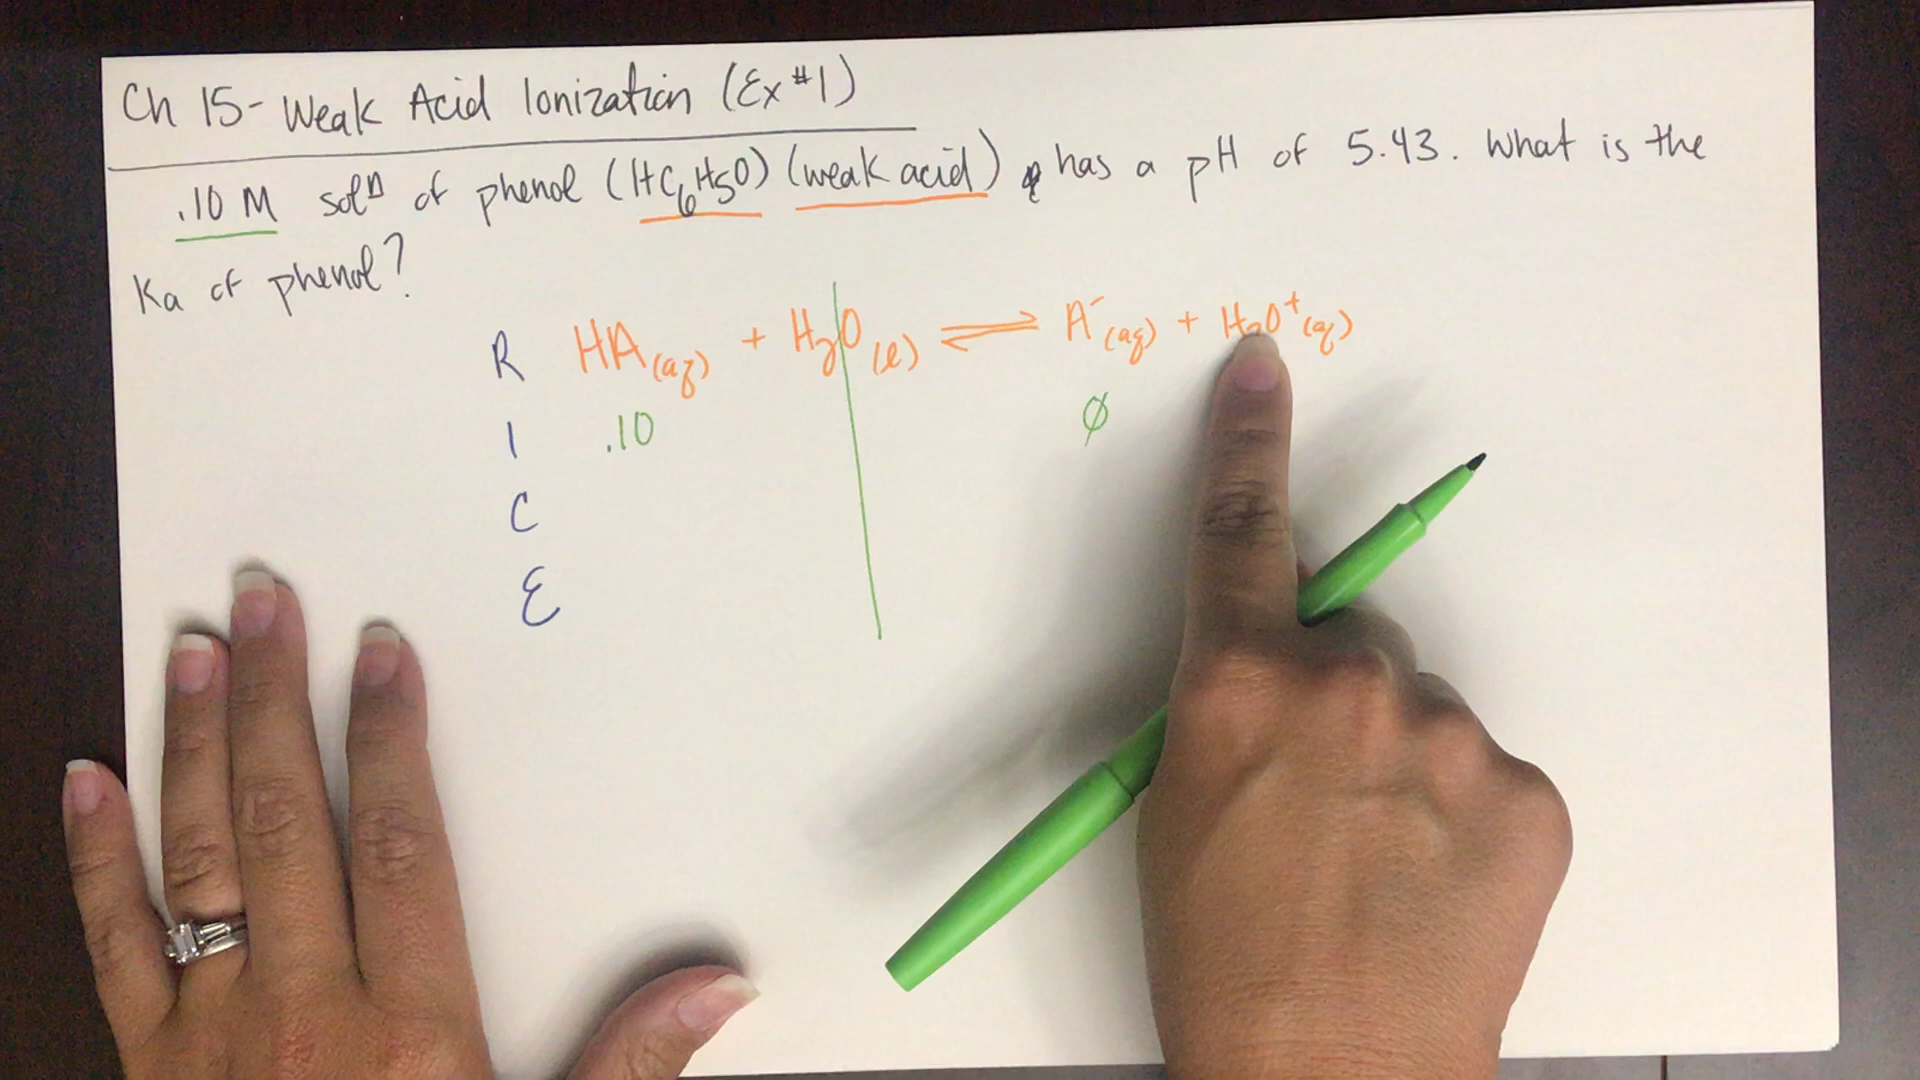 Ch 15- Weak Acid Ionization (Ex #1)
.10 M solⁿ of phenol (HC₆H₅O) (weak acid) has a pH of 5.43. What is the
Ka of phenol?
R HA(aq) + H₂O(l) ⇌ A⁻(aq) + H₃O⁺(aq)
I .10 ∅
C
E